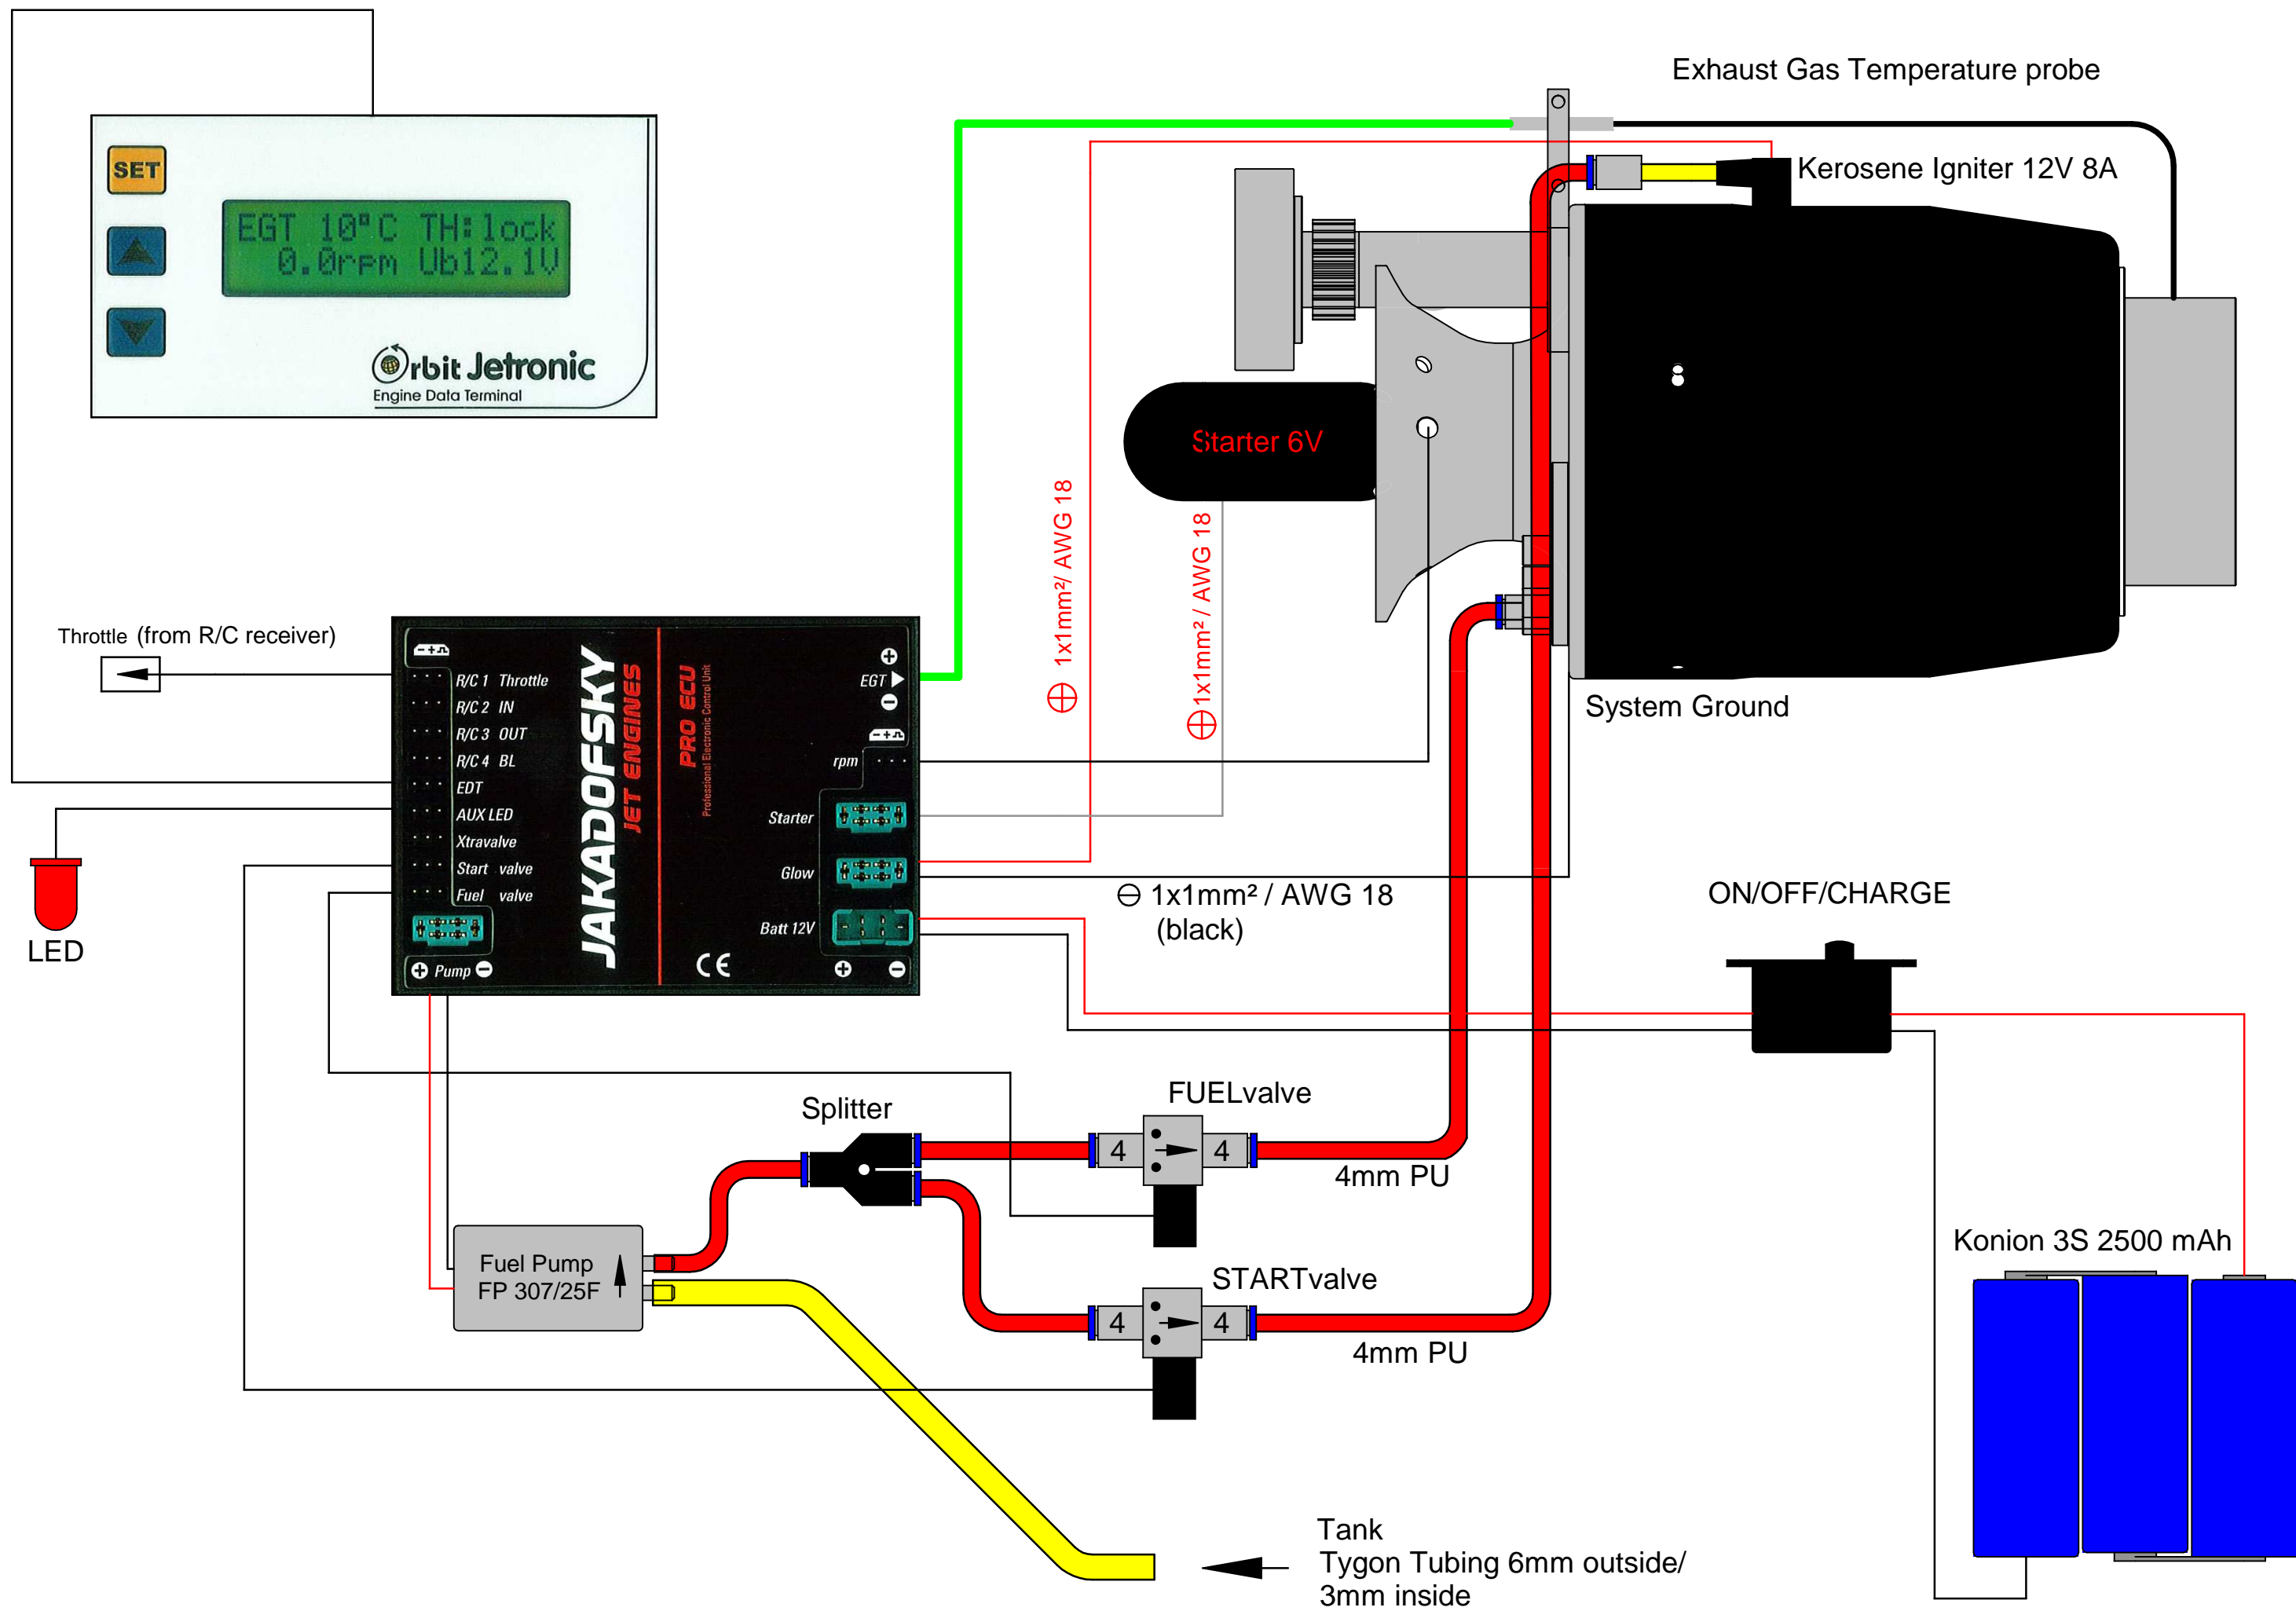 Exhaust Gas Temperature probe
SET
EGT 10°C TH:lock
0.0rpm Ub12.1V
Orbit Jetronic
Engine Data Terminal
Kerosene Igniter 12V 8A
Starter 6V
⊕ 1x1mm²/ AWG 18
⊕1x1mm² / AWG 18
System Ground
Throttle (from R/C receiver)
R/C 1 Throttle
R/C 2 IN
R/C 3 OUT
R/C 4 BL
EDT
AUX LED
Xtravalve
Start valve
Fuel valve
+ Pump −
JAKADOFSKY
JET ENGINES
PRO ECU
Professional Electronic Control Unit
CE
+
EGT
−
rpm
Starter
Glow
Batt 12V
+ −
LED
⊖ 1x1mm² / AWG 18
(black)
ON/OFF/CHARGE
Splitter
FUELvalve
4 4
4mm PU
Fuel Pump
FP 307/25F
STARTvalve
4 4
4mm PU
Konion 3S 2500 mAh
Tank
Tygon Tubing 6mm outside/
3mm inside